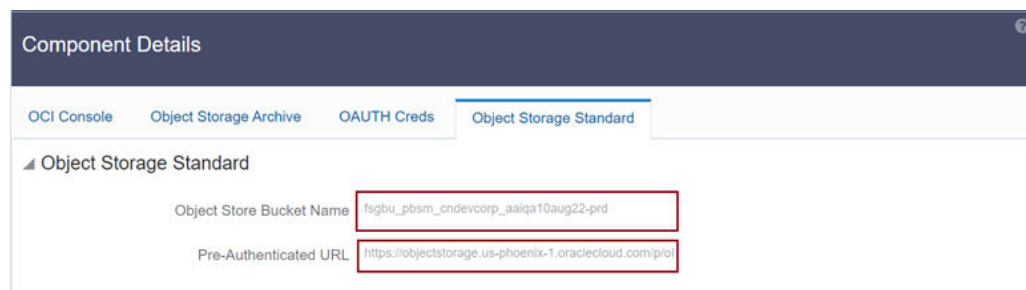 Component Details
OCI Console Object Storage Archive OAUTH Creds Object Storage Standard
Object Storage Standard
Object Store Bucket Name fsgbu_pbsm_cndevcorp_aaiqa10aug22-prd
Pre-Authenticated URL https://objectstorage.us-phoenix-1.oraclecloud.com/p/ol